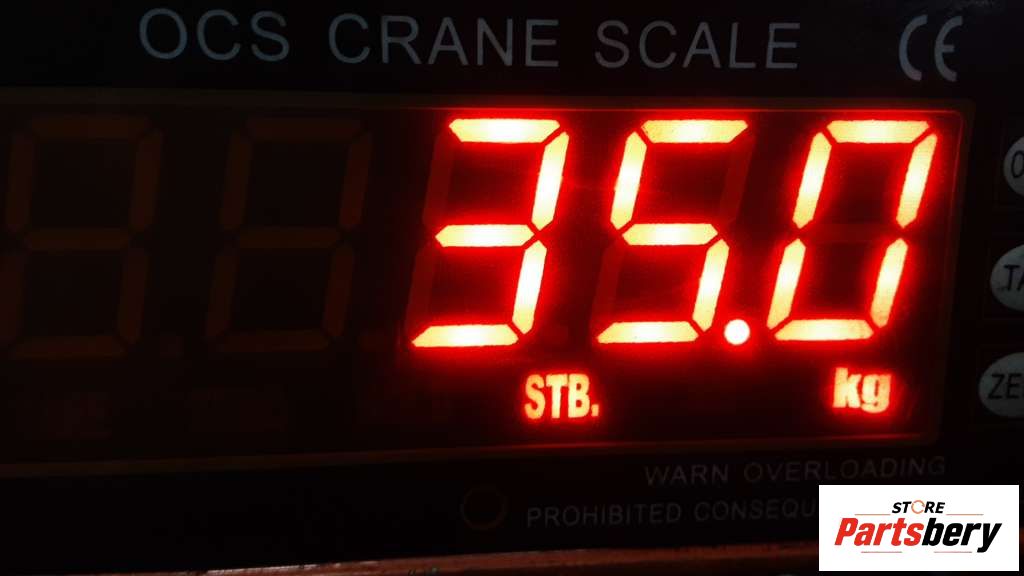 OCS CRANE SCALE CE
35.0
STB. kg
WARN OVERLOADING
PROHIBITED
STORE
Partsbery